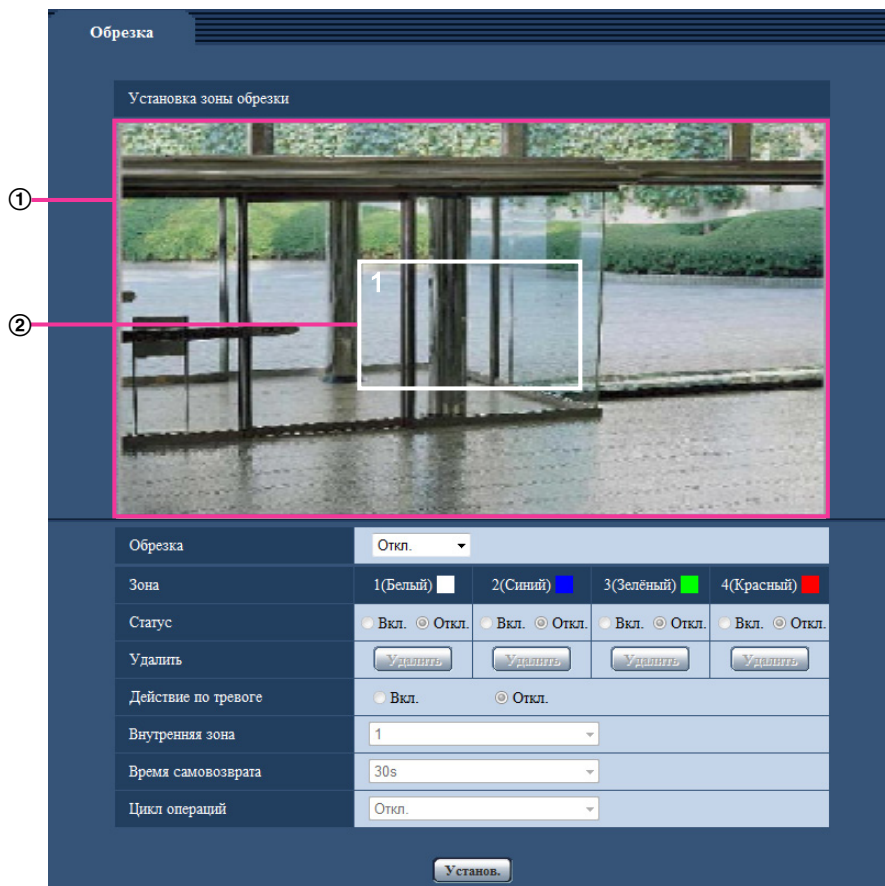 Обрезка
Установка зоны обрезки
①
1
②
Обрезка Откл.
Зона 1(Белый) 2(Синий) 3(Зелёный) 4(Красный)
Статус Вкл. Откл. Вкл. Откл. Вкл. Откл. Вкл. Откл.
Удалить Удалить Удалить Удалить Удалить
Действие по тревоге Вкл. Откл.
Внутренняя зона 1
Время самовозврата 30s
Цикл операций Откл.
Установ.